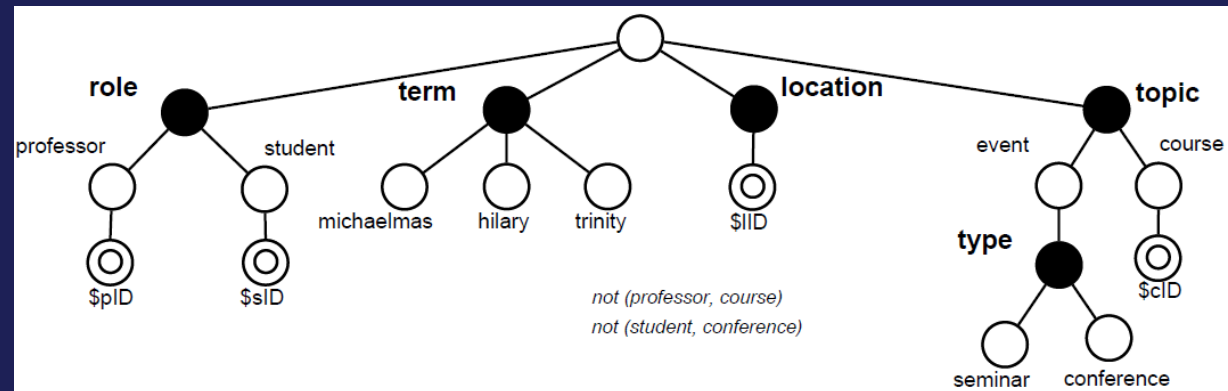 role
term
location
topic
professor
student
event
course
michaelmas
hilary
trinity
$lID
type
$pID
$sID
$cID
not (professor, course)
not (student, conference)
seminar
conference